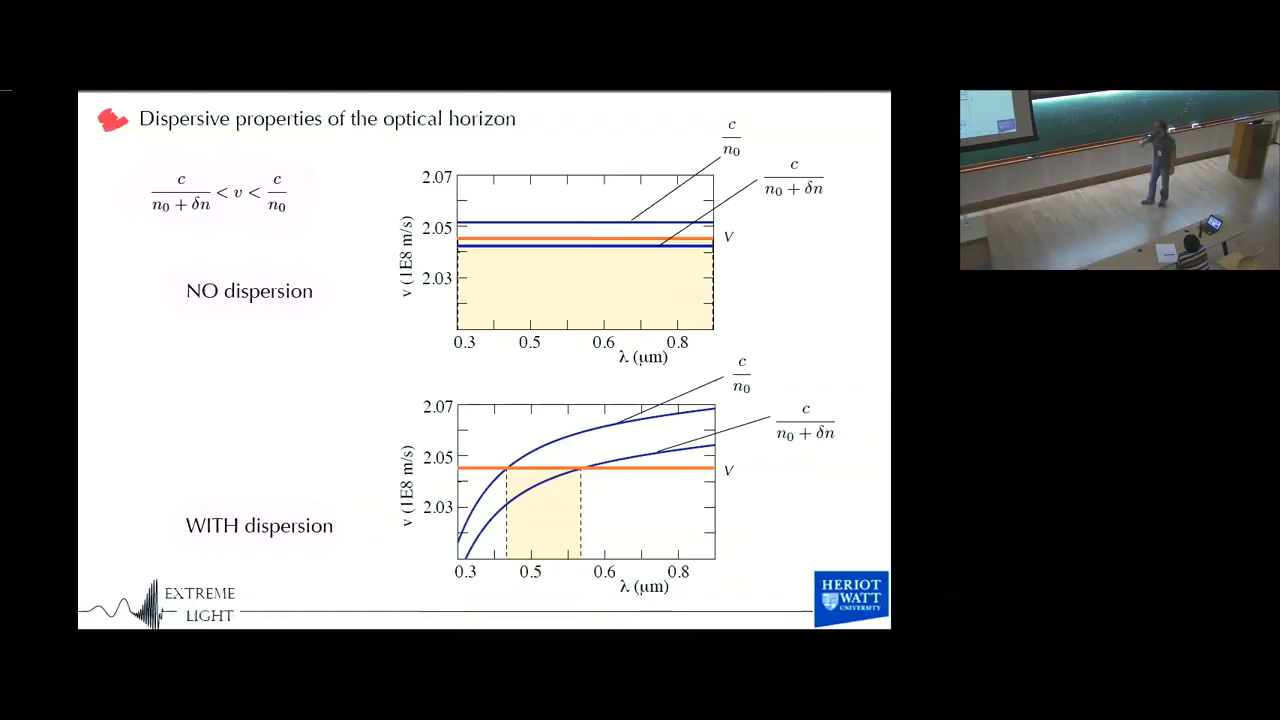 Dispersive properties of the optical horizon
c/(n₀ + δn) < v < c/n₀
NO dispersion
c/n₀
c/(n₀ + δn)
2.07
2.05
2.03
v (1E8 m/s)
V
0.3 0.5 0.6 0.8
λ (μm)
WITH dispersion
c/n₀
c/(n₀ + δn)
2.07
2.05
2.03
v (1E8 m/s)
V
0.3 0.5 0.6 0.8
λ (μm)
EXTREME
LIGHT
HERIOT
WATT
UNIVERSITY